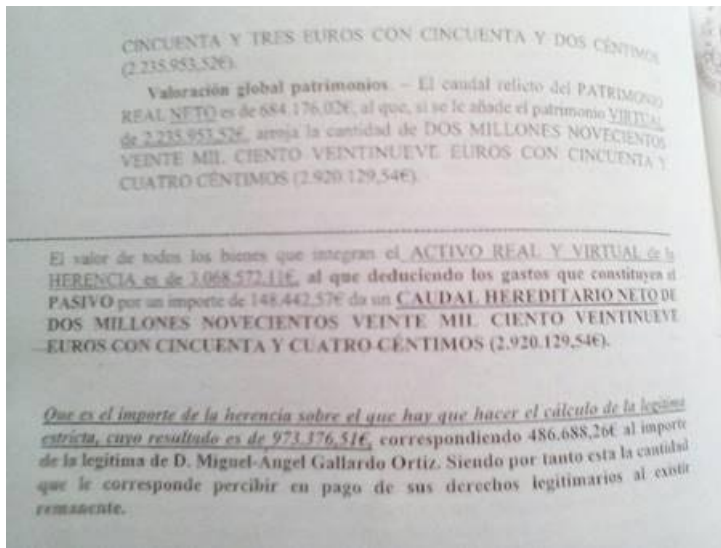 CINCUENTA Y TRES EUROS CON CINCUENTA Y DOS CÉNTIMOS
(2.235.953,52€).
Valoración global patrimonios. – El caudal relicto del PATRIMONIO
REAL NETO es de 684.176,02€, al que, si se le añade el patrimonio VIRTUAL
de 2.235.953,52€, arroja la cantidad de DOS MILLONES NOVECIENTOS
VEINTE MIL CIENTO VEINTINUEVE EUROS CON CINCUENTA Y
CUATRO CÉNTIMOS (2.920.129,54€).
El valor de todos los bienes que integran el ACTIVO REAL Y VIRTUAL de la
HERENCIA es de 3.068.572,11€, al que deduciendo los gastos que constituyen el
PASIVO por un importe de 148.442,57€ da un CAUDAL HEREDITARIO NETO DE
DOS MILLONES NOVECIENTOS VEINTE MIL CIENTO VEINTINUEVE
EUROS CON CINCUENTA Y CUATRO CÉNTIMOS (2.920.129,54€).
Que es el importe de la herencia sobre el que hay que hacer el cálculo de la legítima
estricta, cuyo resultado es de 973.376,51€, correspondiendo 486.688,26€ al importe
de la legítima de D. Miguel-Ángel Gallardo Ortiz. Siendo por tanto esta la cantidad
que le corresponde percibir en pago de sus derechos legitimarios al existir
remanente.